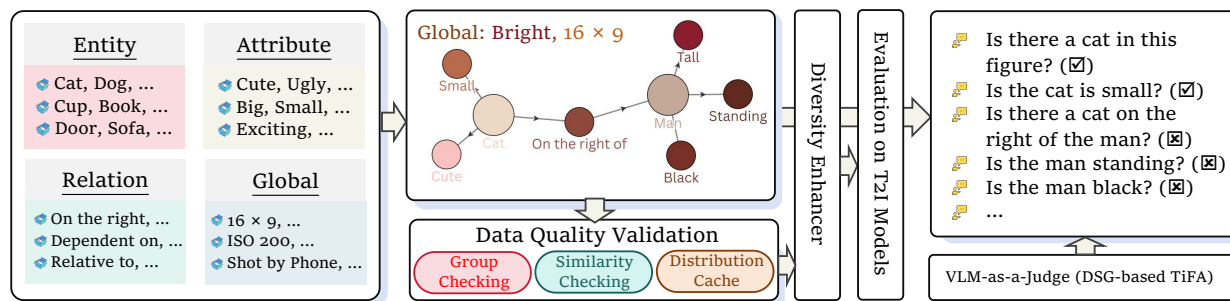 Entity
Cat, Dog, ...
Cup, Book, ...
Door, Sofa, ...
Attribute
Cute, Ugly, ...
Big, Small, ...
Exciting, ...
Relation
On the right, ...
Dependent on, ...
Relative to, ...
Global
16 × 9, ...
ISO 200, ...
Shot by Phone, ...
Global: Bright, 16 × 9
Small
Cat
Cute
On the right of
Tall
Man
Standing
Black
Data Quality Validation
Group
Checking
Similarity
Checking
Distribution
Cache
Diversity Enhancer
Evaluation on T2I Models
Is there a cat in this
figure? (☑)
Is the cat is small? (☑)
Is there a cat on the
right of the man? (☒)
Is the man standing? (☒)
Is the man black? (☒)
...
VLM-as-a-Judge (DSG-based TiFA)